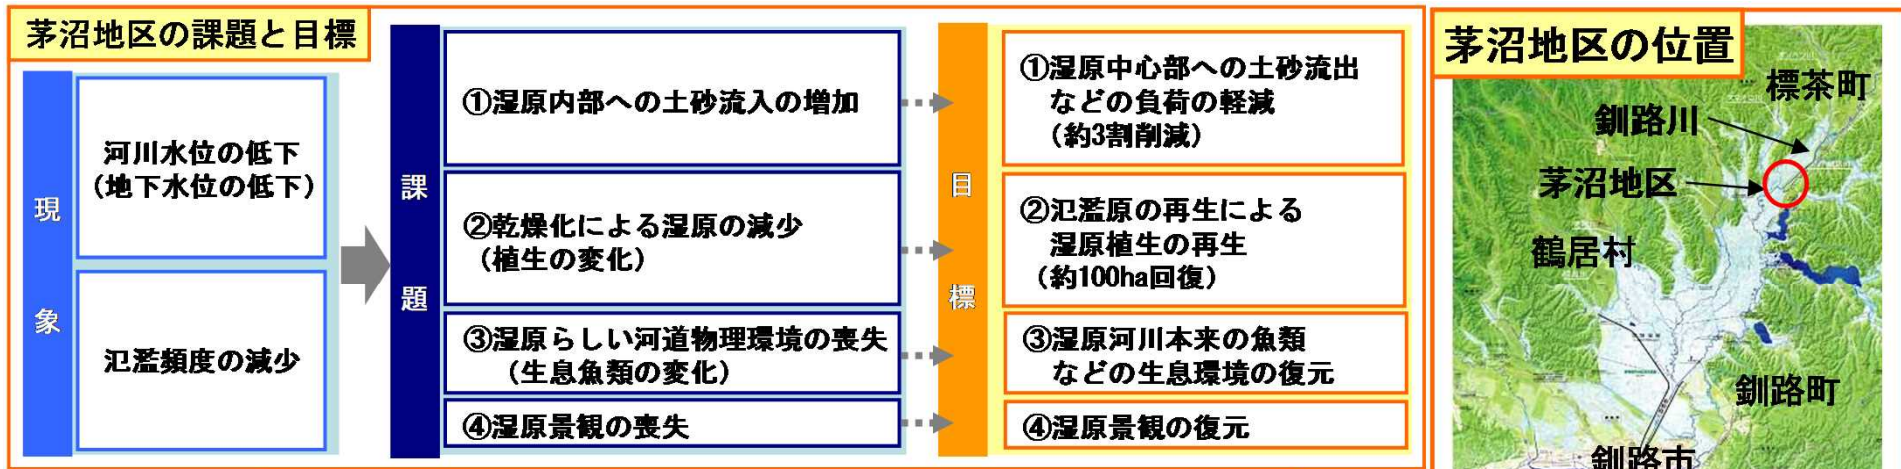 茅沼地区の課題と目標
現
象
河川水位の低下
(地下水位の低下)
氾濫頻度の減少
課
題
①湿原内部への土砂流入の増加
②乾燥化による湿原の減少
(植生の変化)
③湿原らしい河道物理環境の喪失
(生息魚類の変化)
④湿原景観の喪失
目
標
①湿原中心部への土砂流出
などの負荷の軽減
(約3割削減)
②氾濫原の再生による
湿原植生の再生
(約100ha回復)
③湿原河川本来の魚類
などの生息環境の復元
④湿原景観の復元
茅沼地区の位置
標茶町
釧路川
茅沼地区
鶴居村
釧路町
釧路市